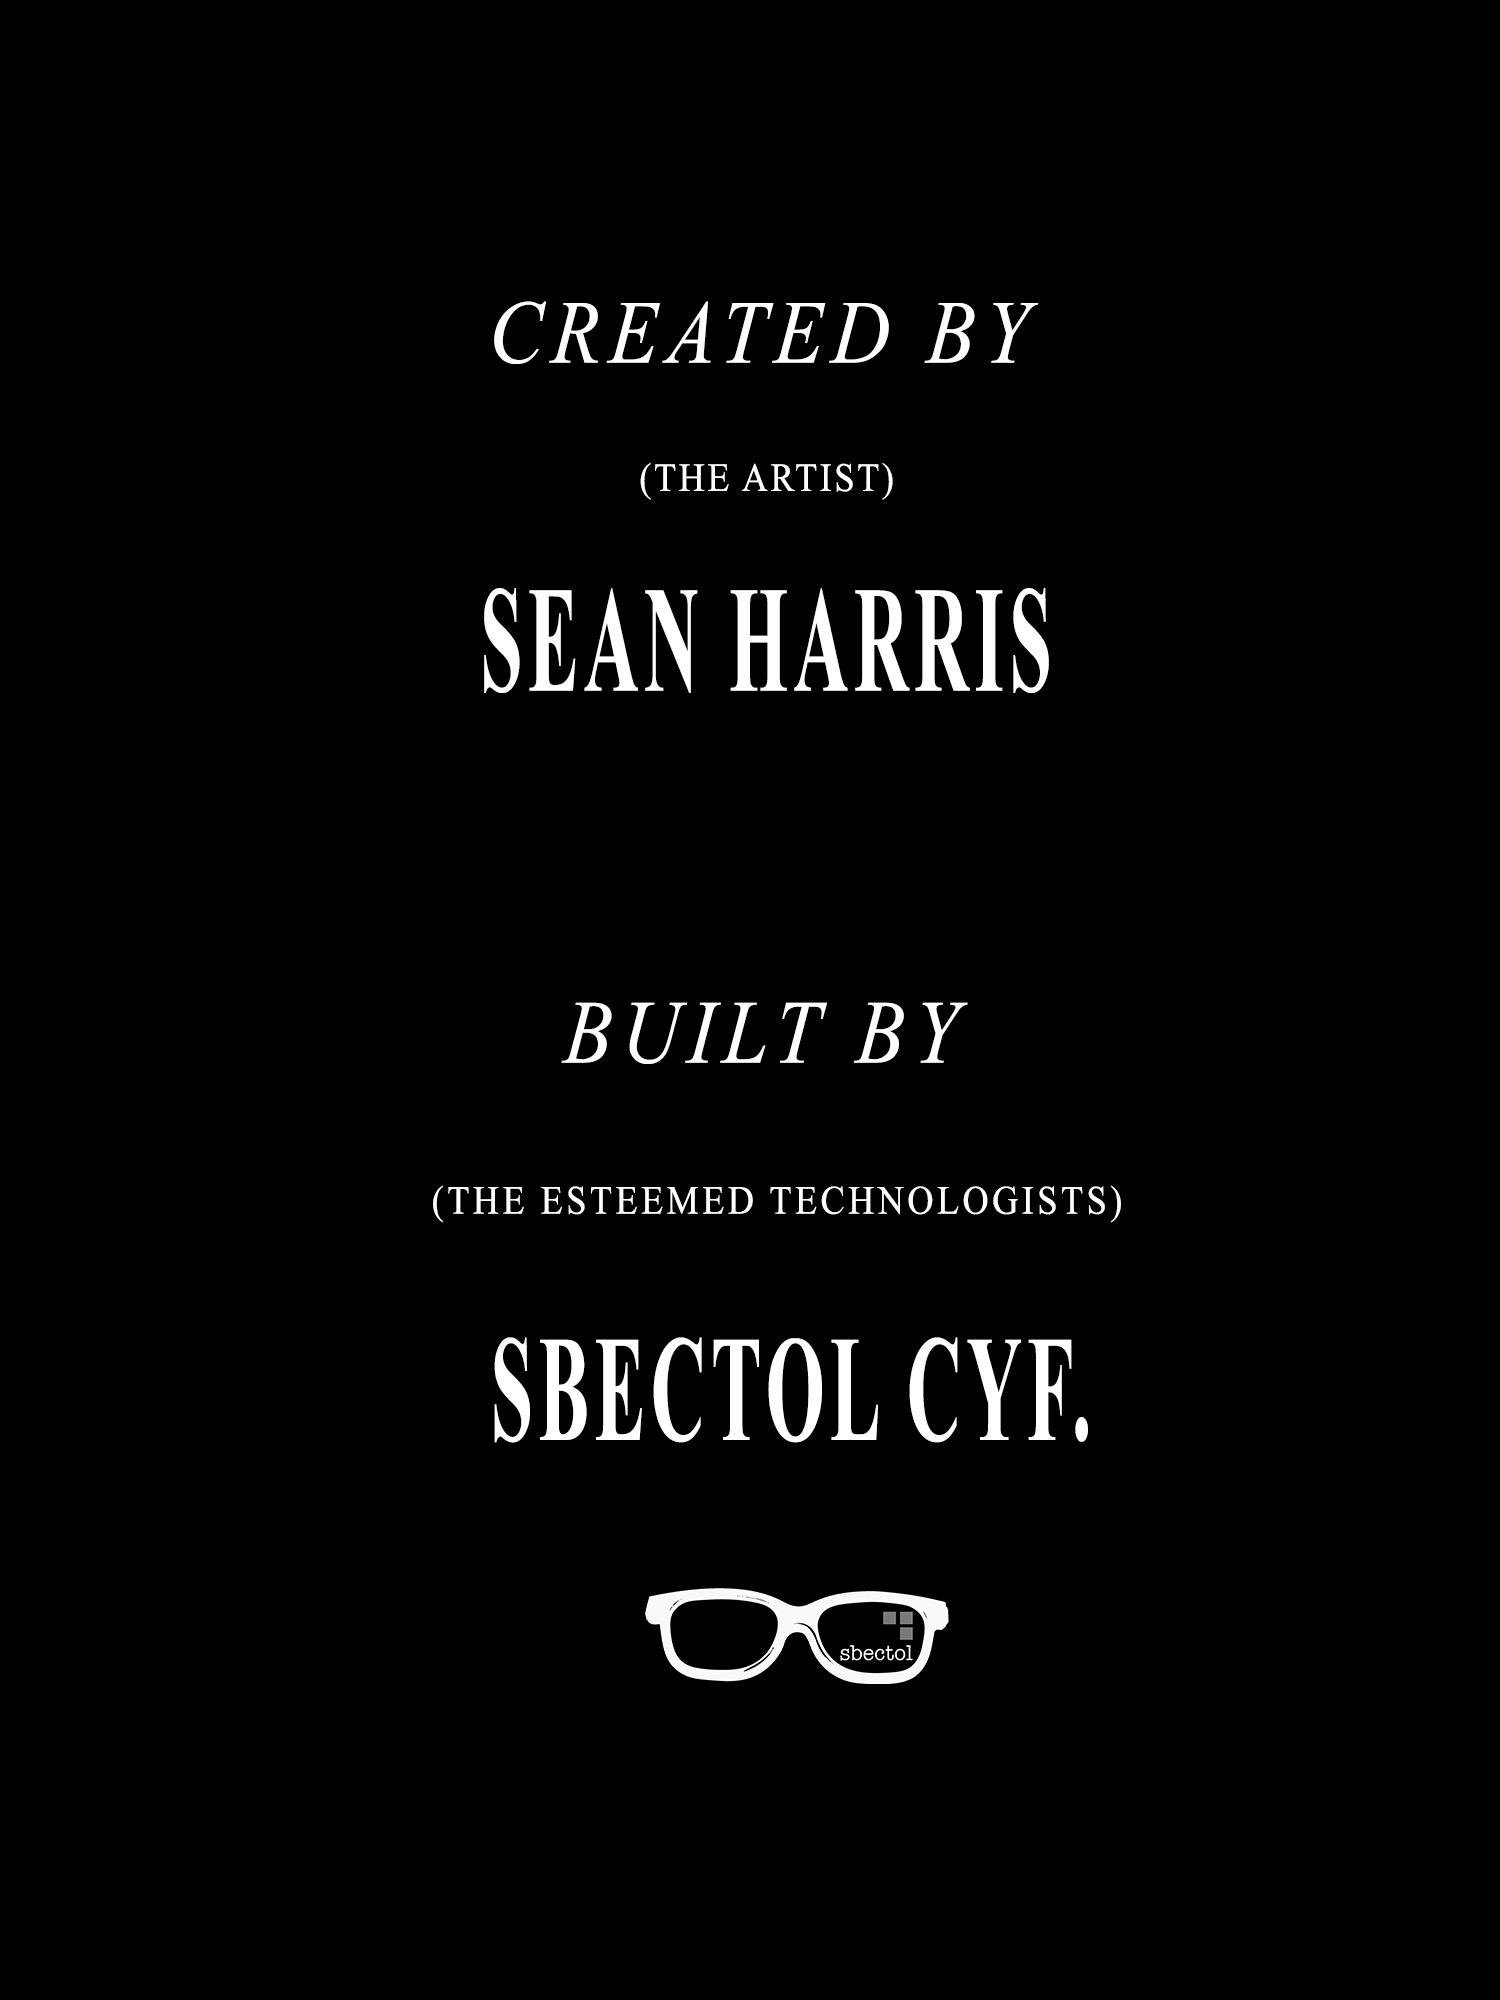 CREATED BY
(THE ARTIST)
SEAN HARRIS
BUILT BY
(THE ESTEEMED TECHNOLOGISTS)
SBECTOL CYF.
sbectol